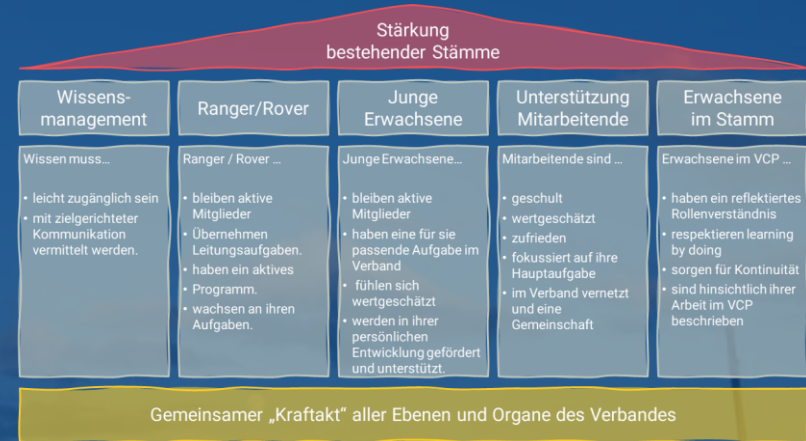 Stärkung
bestehender Stämme
Wissens-
management
Ranger/Rover
Junge
Erwachsene
Unterstützung
Mitarbeitende
Erwachsene
im Stamm
Wissen muss...
• leicht zugänglich sein
• mit zielgerichteter
Kommunikation
vermittelt werden.
Ranger / Rover ...
• bleiben aktive
Mitglieder
• Übernehmen
Leitungsaufgaben.
• haben ein aktives
• Programm.
• wachsen an ihren
Aufgaben.
Junge Erwachsene...
• bleiben aktive
Mitglieder
• haben eine für sie
passende Aufgabe im
Verband
• fühlen sich
wertgeschätzt
• werden in ihrer
persönlichen
Entwicklung gefördert
und unterstützt.
Mitarbeitende sind ...
• geschult
• wertgeschätzt
• zufrieden
• fokussiert auf ihre
Hauptaufgabe
• im Verband vernetzt
und eine
Gemeinschaft
Erwachsene im VCP ...
• haben ein reflektiertes
Rollenverständnis
• respektieren learning
by doing
• sorgen für Kontinuität
• sind hinsichtlich ihrer
Arbeit im VCP
beschrieben
Gemeinsamer „Kraftakt“ aller Ebenen und Organe des Verbandes